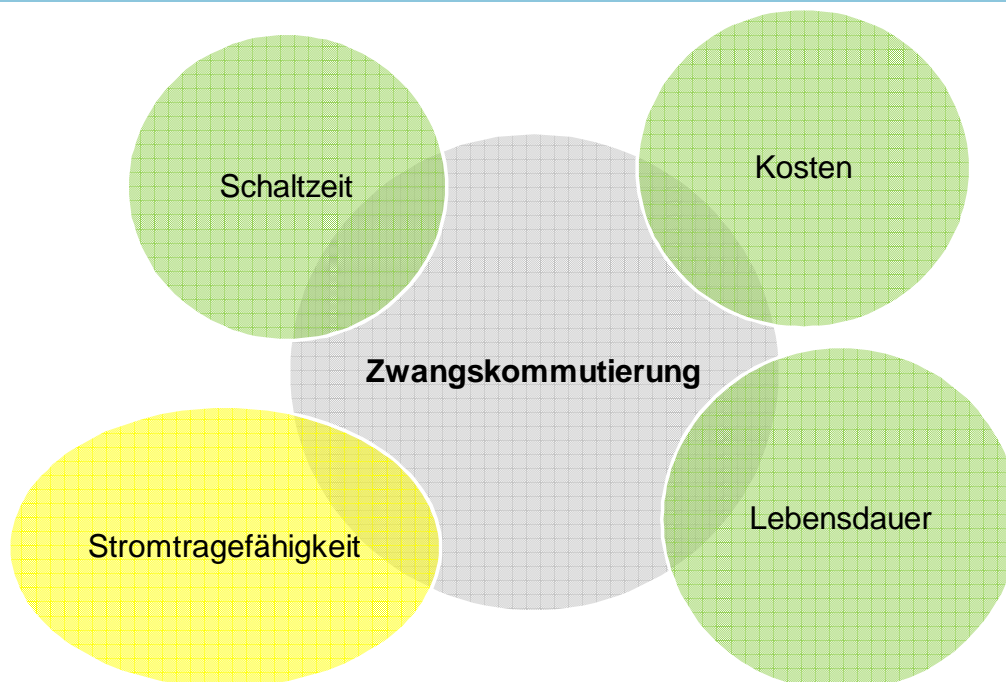 Schaltzeit
Kosten
Zwangskommutierung
Stromtragefähigkeit
Lebensdauer